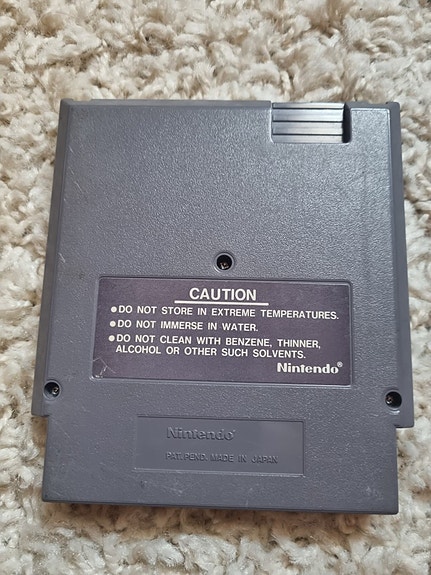 CAUTION
●DO NOT STORE IN EXTREME TEMPERATURES.
●DO NOT IMMERSE IN WATER.
●DO NOT CLEAN WITH BENZENE, THINNER,
ALCOHOL OR OTHER SUCH SOLVENTS.
Nintendo®
Nintendo®
PAT. PEND. MADE IN JAPAN